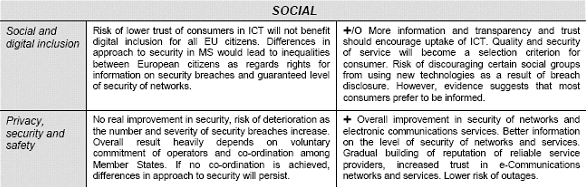 SOCIAL
Social and
digital inclusion
Risk of lower trust of consumers in ICT will not benefit
digital inclusion for all EU citizens. Differences in
approach to security in MS would lead to inequalities
between European citizens as regards rights for
information on security breaches and guaranteed level
of security of networks.
+/O More information and transparency and trust
should encourage uptake of ICT. Quality and security
of service will become a selection criterion for
consumer. Risk of discouraging certain social groups
from using new technologies as a result of breach
disclosure. However, evidence suggests that most
consumers prefer to be informed.
Privacy,
security and
safety
No real improvement in security, risk of deterioration as
the number and severity of security breaches increase.
Overall result heavily depends on voluntary
commitment of operators and co-ordination among
Member States. If no co-ordination is achieved,
differences in approach to security will persist.
+ Overall improvement in security of networks and
electronic communications services. Better information
on the level of security of networks and services.
Gradual building of reputation of reliable service
providers, increased trust in e-Communications
networks and services. Lower risk of outages.